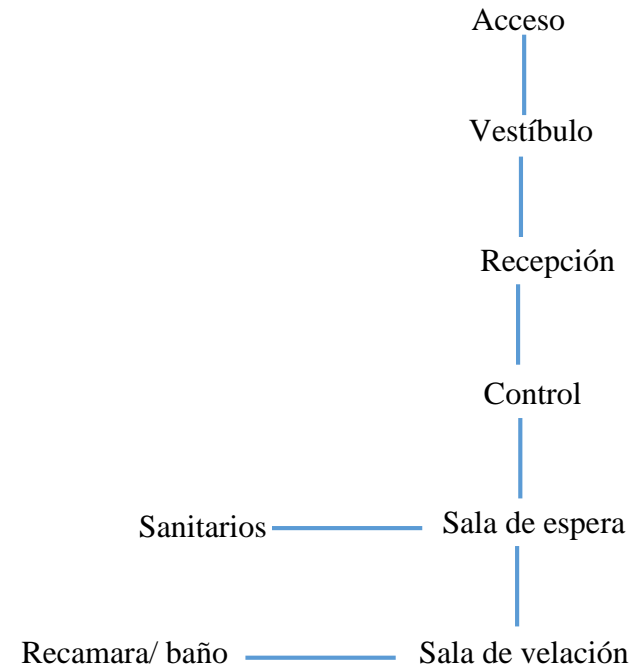 Acceso
Vestíbulo
Recepción
Control
Sanitarios Sala de espera
Recamara/ baño Sala de velación